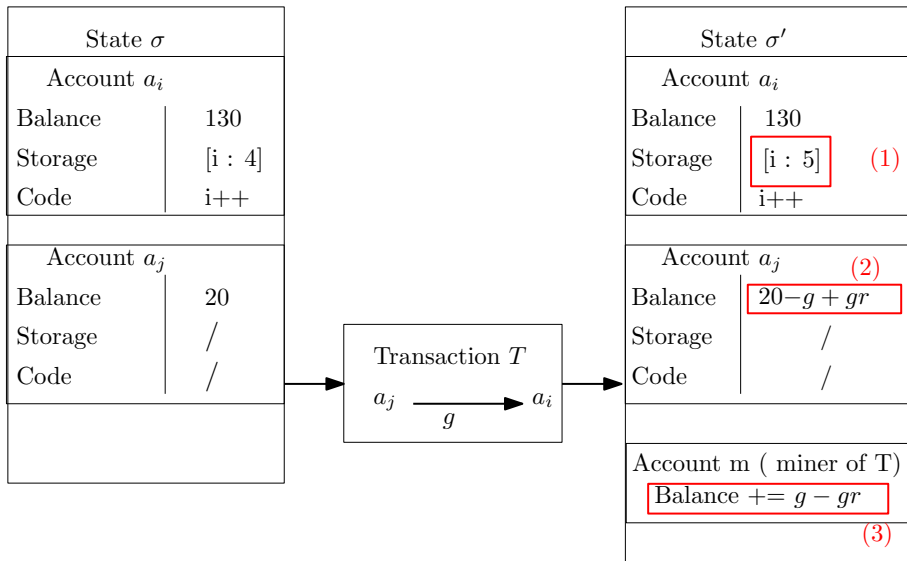 State σ
Account a_i
Balance 130
Storage [i : 4]
Code i++
Account a_j
Balance 20
Storage /
Code /
Transaction T
a_j a_i
g
State σ′
Account a_i
Balance 130
Storage [i : 5] (1)
Code i++
Account a_j
(2)
Balance 20−g + gr
Storage /
Code /
Account m ( miner of T)
Balance += g − gr
(3)